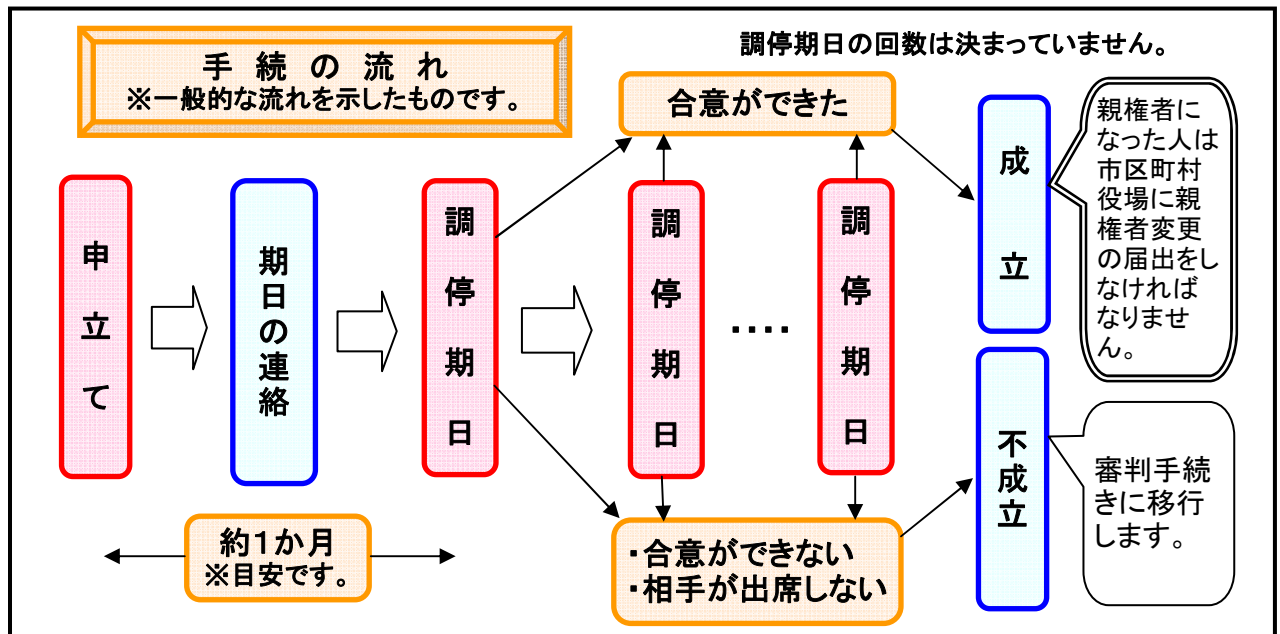 手続の流れ
※一般的な流れを示したものです。
調停期日の回数は決まっていません。
申立て
期日の連絡
調停期日
合意ができた
調停期日
‥‥
調停期日
・合意ができない
・相手が出席しない
成立
親権者に
なった人は
市区町村
役場に親
権者変更
の届出をし
なければ
なりませ
ん。
不成立
審判手続
きに移行
します。
約1か月
※目安です。